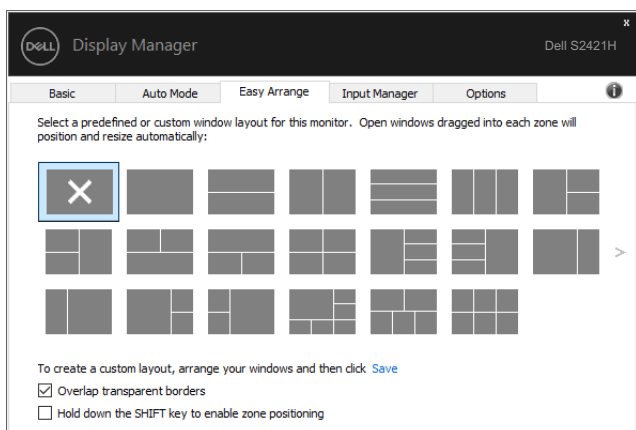 x
DELL Display Manager Dell S2421H
Basic Auto Mode Easy Arrange Input Manager Options
Select a predefined or custom window layout for this monitor. Open windows dragged into each zone will
position and resize automatically:
>
To create a custom layout, arrange your windows and then click Save
Overlap transparent borders
Hold down the SHIFT key to enable zone positioning